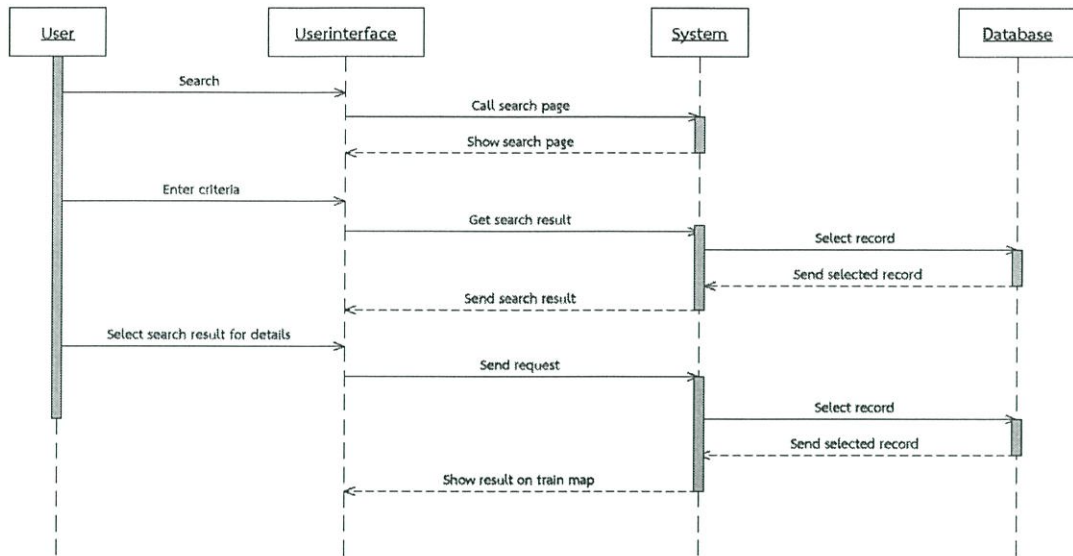 User
Userinterface
System
Database
Search
Call search page
Show search page
Enter criteria
Get search result
Select record
Send selected record
Send search result
Select search result for details
Send request
Select record
Send selected record
Show result on train map